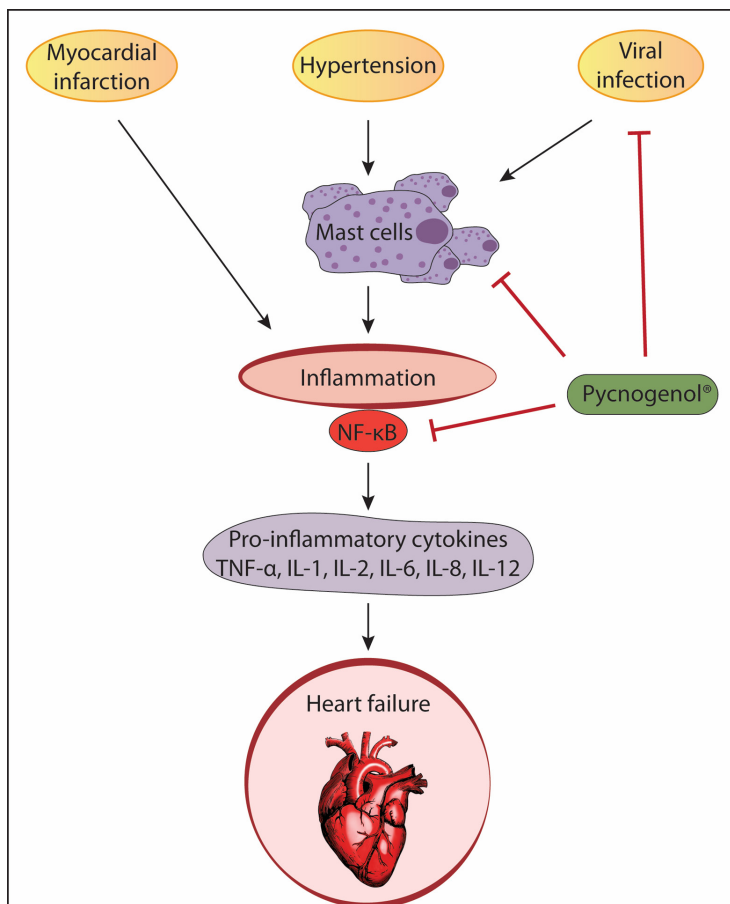 Myocardial
infarction
Hypertension
Viral
infection
Mast cells
Inflammation
Pycnogenol®
NF-κB
Pro-inflammatory cytokines
TNF-α, IL-1, IL-2, IL-6, IL-8, IL-12
Heart failure